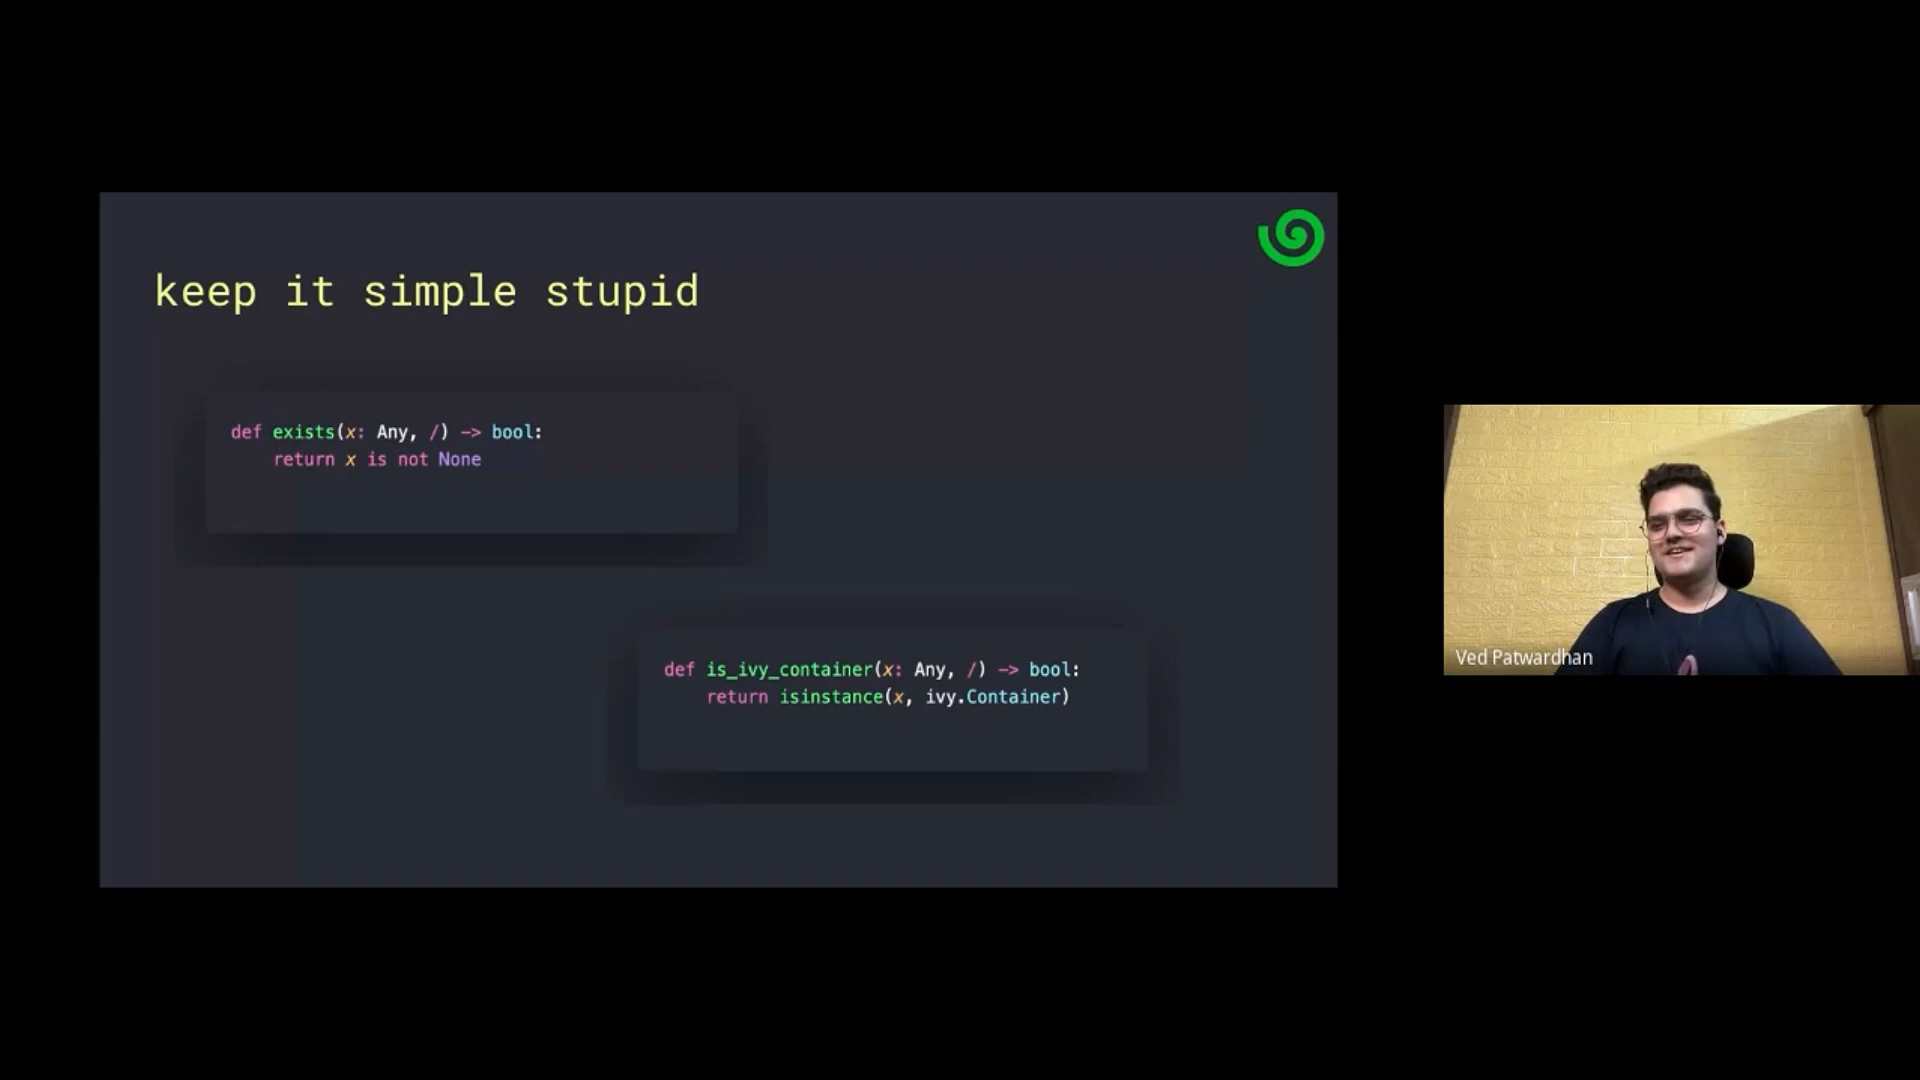 keep it simple stupid
def exists(x: Any, /) -> bool:
    return x is not None
def is_ivy_container(x: Any, /) -> bool:
    return isinstance(x, ivy.Container)
Ved Patwardhan